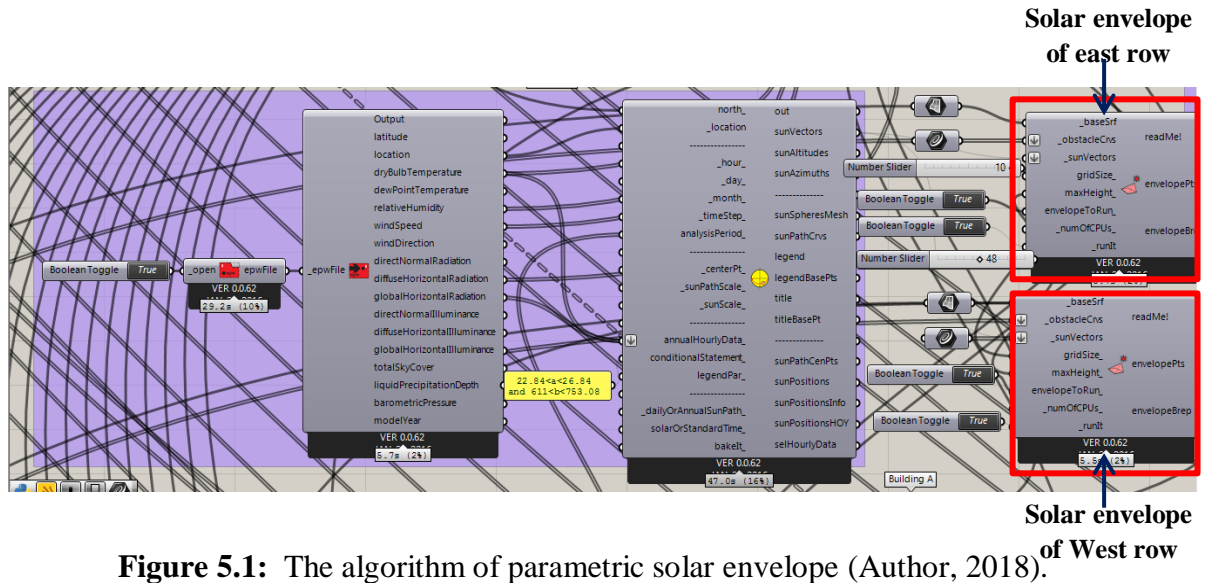 Solar envelope
of east row
Boolean Toggle True
_open epwFile
VER 0.0.62
29.2s (10%)
_epwFile
Output
latitude
location
dryBulbTemperature
dewPointTemperature
relativeHumidity
windSpeed
windDirection
directNormalRadiation
diffuseHorizontalRadiation
globalHorizontalRadiation
directNormalIlluminance
diffuseHorizontalIlluminance
globalHorizontalIlluminance
totalSkyCover
liquidPrecipitationDepth
barometricPressure
modelYear
VER 0.0.62
5.7s (2%)
22.84<a<26.84
and 611<b<753.08
north_
_location
---------------
_hour_
_day_
_month_
_timeStep_
analysisPeriod_
---------------
_centerPt_
_sunPathScale_
_sunScale_
---------------
annualHourlyData_
conditionalStatement_
legendPar_
---------------
_dailyOrAnnualSunPath_
solarOrStandardTime_
bakeIt_
out
sunVectors
sunAltitudes
sunAzimuths
--------------
sunSpheresMesh
sunPathCrvs
legend
legendBasePts
title
titleBasePt
--------------
sunPathCenPts
sunPositions
sunPositionsInfo
sunPositionsHOY
selHourlyData
VER 0.0.62
47.0s (16%)
Number Slider 10
Boolean Toggle True
Boolean Toggle True
Number Slider 48
Boolean Toggle True
Boolean Toggle True
Building A
_baseSrf
_obstacleCrvs
_sunVectors
gridSize_
maxHeight_
envelopeToRun_
_numOfCPUs_
_runIt
readMe!
envelopePts
envelopeBrep
VER 0.0.62
_baseSrf
_obstacleCrvs
_sunVectors
gridSize_
maxHeight_
envelopeToRun_
_numOfCPUs_
_runIt
readMe!
envelopePts
envelopeBrep
VER 0.0.62
5.5s (2%)
Solar envelope
of West row
Figure 5.1: The algorithm of parametric solar envelope (Author, 2018).